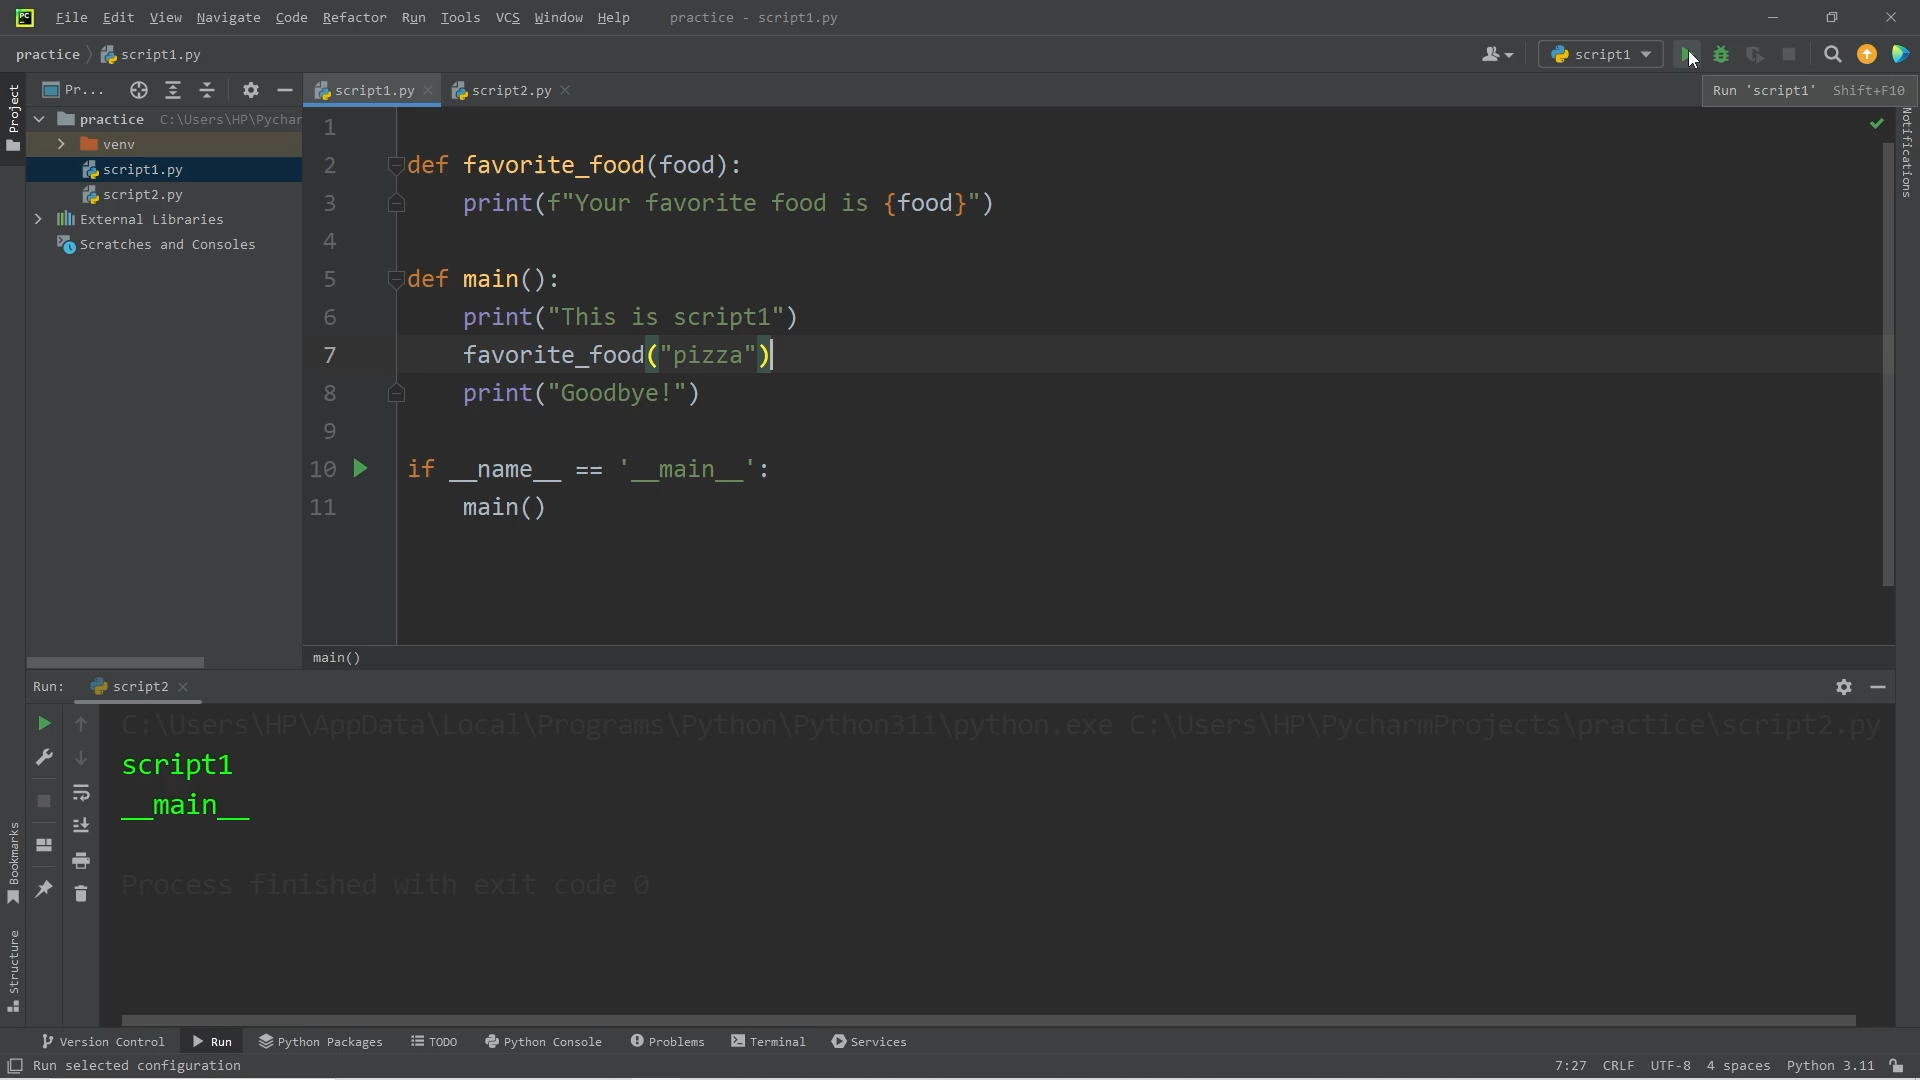 File Edit View Navigate Code Refactor Run Tools VCS Window Help practice - script1.py
practice script1.py
script1
Run 'script1' Shift+F10
Project
Pr...
script1.py script2.py
practice C:\Users\HP\Pychar
venv
script1.py
script2.py
External Libraries
Scratches and Consoles
Notifications
1
2 def favorite_food(food):
3 print(f"Your favorite food is {food}")
4
5 def main():
6 print("This is script1")
7 favorite_food("pizza")
8 print("Goodbye!")
9
10 if __name__ == '__main__':
11 main()
main()
Run: script2
C:\Users\HP\AppData\Local\Programs\Python\Python311\python.exe C:\Users\HP\PycharmProjects\practice\script2.py
script1
__main__
Process finished with exit code 0
Bookmarks
Structure
Version Control Run Python Packages TODO Python Console Problems Terminal Services
Run selected configuration 7:27 CRLF UTF-8 4 spaces Python 3.11